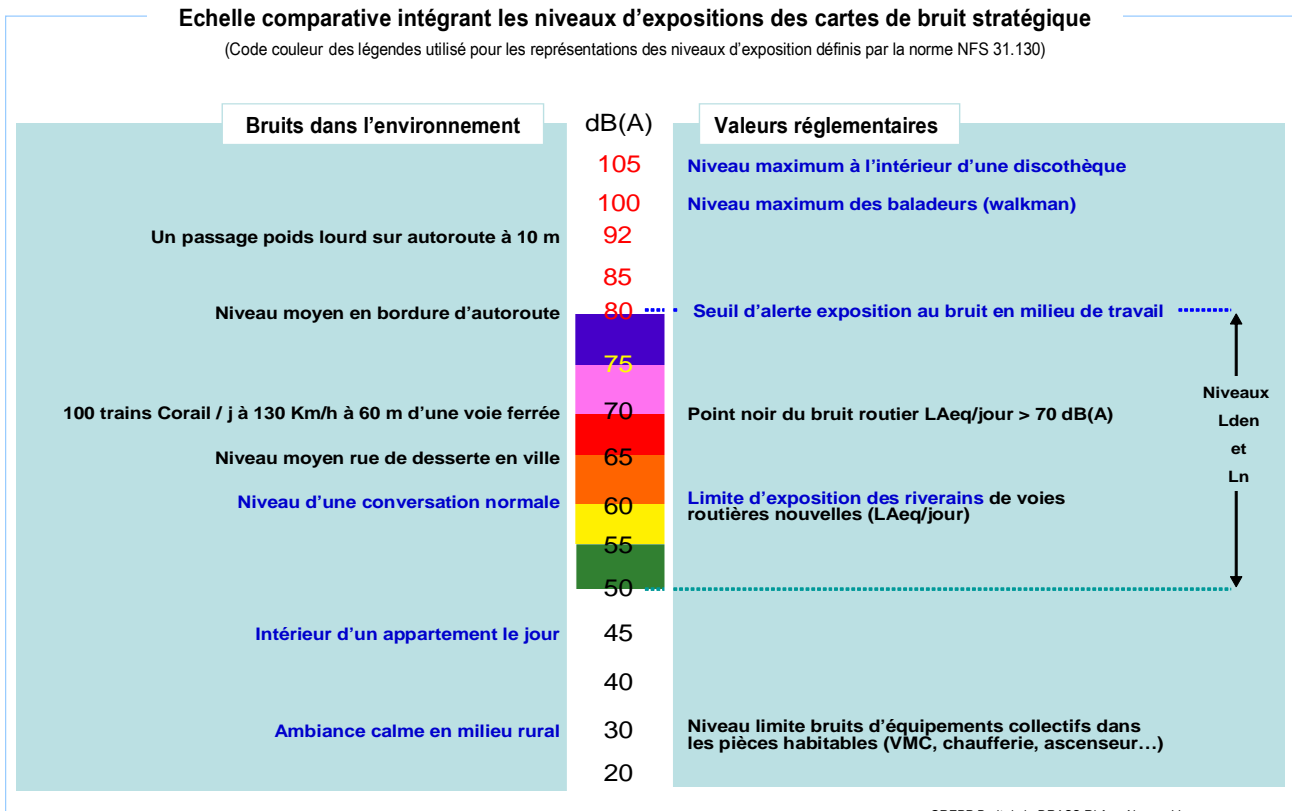 Echelle comparative intégrant les niveaux d'expositions des cartes de bruit stratégique
(Code couleur des légendes utilisé pour les représentations des niveaux d'exposition définis par la norme NFS 31.130)
Bruits dans l'environnement
dB(A)
Valeurs réglementaires
105
Niveau maximum à l'intérieur d'une discothèque
100
Niveau maximum des baladeurs (walkman)
Un passage poids lourd sur autoroute à 10 m
92
85
Niveau moyen en bordure d'autoroute
80
Seuil d'alerte exposition au bruit en milieu de travail
75
Niveaux
Lden
et
Ln
100 trains Corail / j à 130 Km/h à 60 m d'une voie ferrée
70
Point noir du bruit routier LAeq/jour > 70 dB(A)
Niveau moyen rue de desserte en ville
65
Niveau d'une conversation normale
60
Limite d'exposition des riverains de voies
routières nouvelles (LAeq/jour)
55
50
Intérieur d'un appartement le jour
45
40
Ambiance calme en milieu rural
30
Niveau limite bruits d'équipements collectifs dans
les pièces habitables (VMC, chaufferie, ascenseur…)
20